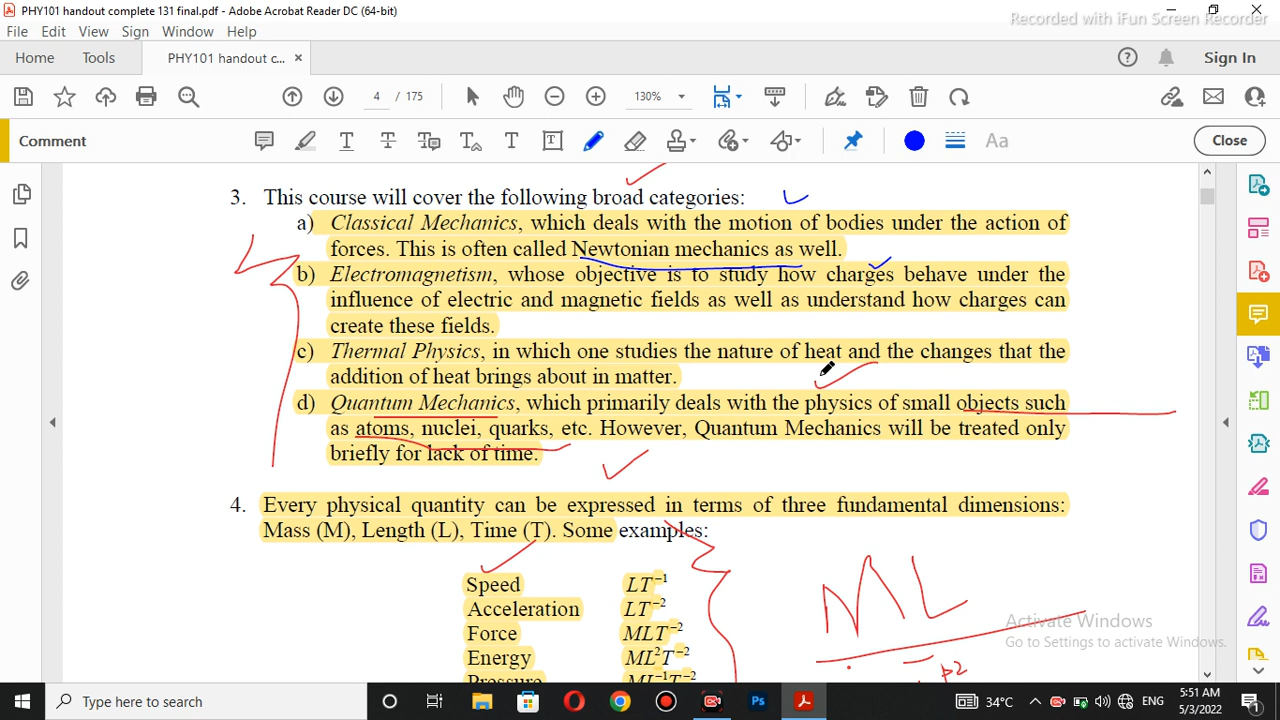 PHY101 handout complete 131 final.pdf - Adobe Acrobat Reader DC (64-bit)
Recorded with iFun Screen Recorder
File Edit View Sign Window Help
Home Tools PHY101 handout c... × Sign In
4 / 175 130%
Comment Close
3. This course will cover the following broad categories:
a) Classical Mechanics, which deals with the motion of bodies under the action of
forces. This is often called Newtonian mechanics as well.
b) Electromagnetism, whose objective is to study how charges behave under the
influence of electric and magnetic fields as well as understand how charges can
create these fields.
c) Thermal Physics, in which one studies the nature of heat and the changes that the
addition of heat brings about in matter.
d) Quantum Mechanics, which primarily deals with the physics of small objects such
as atoms, nuclei, quarks, etc. However, Quantum Mechanics will be treated only
briefly for lack of time.
4. Every physical quantity can be expressed in terms of three fundamental dimensions:
Mass (M), Length (L), Time (T). Some examples:
Speed LT⁻¹
Acceleration LT⁻²
Force MLT⁻²
Energy ML²T⁻²
Pressure ML⁻¹T⁻²
ML
Activate Windows
Go to Settings to activate Windows.
Type here to search
34°C ENG 5:51 AM
5/3/2022